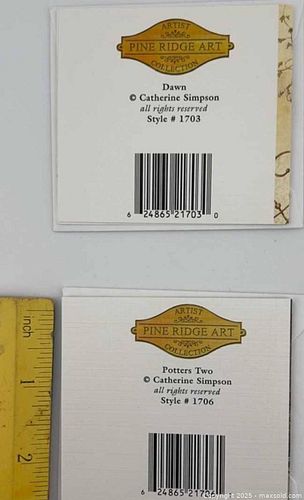 ARTIST
PINE RIDGE ART
COLLECTION
Dawn
© Catherine Simpson
all rights reserved
Style # 1703
6 24865 21703 0
ARTIST
PINE RIDGE ART
COLLECTION
Potters Two
© Catherine Simpson
all rights reserved
Style # 1706
6 24865
inch
1
2
Copyright 2025 - maxsold.com